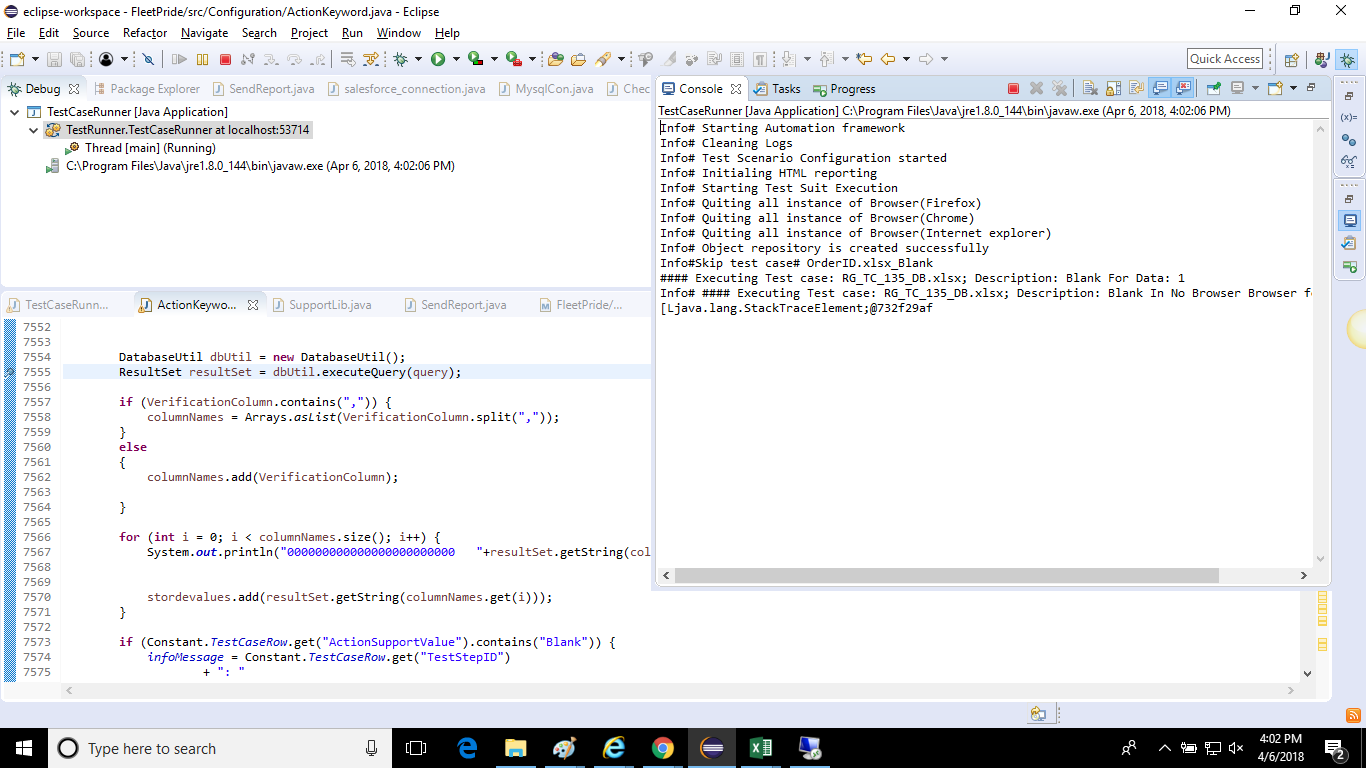 eclipse-workspace - FleetPride/src/Configuration/ActionKeyword.java - Eclipse
File Edit Source Refactor Navigate Search Project Run Window Help
Quick Access
Debug Package Explorer SendReport.java salesforce_connection.java MysqlCon.java Chec
TestCaseRunner [Java Application]
TestRunner.TestCaseRunner at localhost:53714
Thread [main] (Running)
C:\Program Files\Java\jre1.8.0_144\bin\javaw.exe (Apr 6, 2018, 4:02:06 PM)
Console Tasks Progress
TestCaseRunner [Java Application] C:\Program Files\Java\jre1.8.0_144\bin\javaw.exe (Apr 6, 2018, 4:02:06 PM)
Info# Starting Automation framework
Info# Cleaning Logs
Info# Test Scenario Configuration started
Info# Initialing HTML reporting
Info# Starting Test Suit Execution
Info# Quiting all instance of Browser(Firefox)
Info# Quiting all instance of Browser(Chrome)
Info# Quiting all instance of Browser(Internet explorer)
Info# Object repository is created successfully
Info#Skip test case# OrderID.xlsx_Blank
#### Executing Test case: RG_TC_135_DB.xlsx; Description: Blank For Data: 1
Info# #### Executing Test case: RG_TC_135_DB.xlsx; Description: Blank In No Browser Browser fo
[Ljava.lang.StackTraceElement;@732f29af
TestCaseRunn... ActionKeywo... SupportLib.java SendReport.java FleetPride/...
7552
7553
7554 DatabaseUtil dbUtil = new DatabaseUtil();
7555 ResultSet resultSet = dbUtil.executeQuery(query);
7556
7557 if (VerificationColumn.contains(",")) {
7558 columnNames = Arrays.asList(VerificationColumn.split(","));
7559 }
7560 else
7561 {
7562 columnNames.add(VerificationColumn);
7563
7564 }
7565
7566 for (int i = 0; i < columnNames.size(); i++) {
7567 System.out.println("000000000000000000000000   "+resultSet.getString(col
7568
7569
7570 stordevalues.add(resultSet.getString(columnNames.get(i)));
7571 }
7572
7573 if (Constant.TestCaseRow.get("ActionSupportValue").contains("Blank")) {
7574 infoMessage = Constant.TestCaseRow.get("TestStepID")
7575 + ": "
Type here to search
4:02 PM
4/6/2018
2